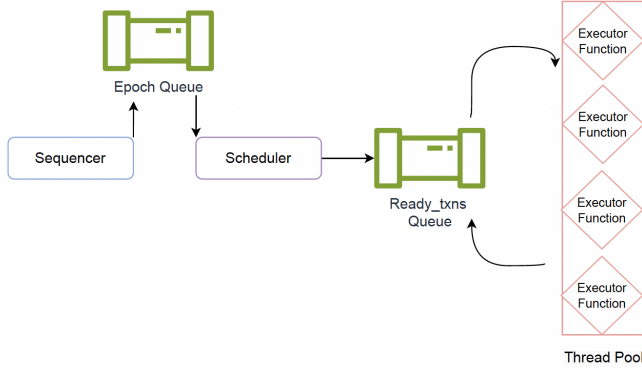 Epoch Queue
Sequencer
Scheduler
Ready_txns
Queue
Executor
Function
Executor
Function
Executor
Function
Executor
Function
Thread Pool